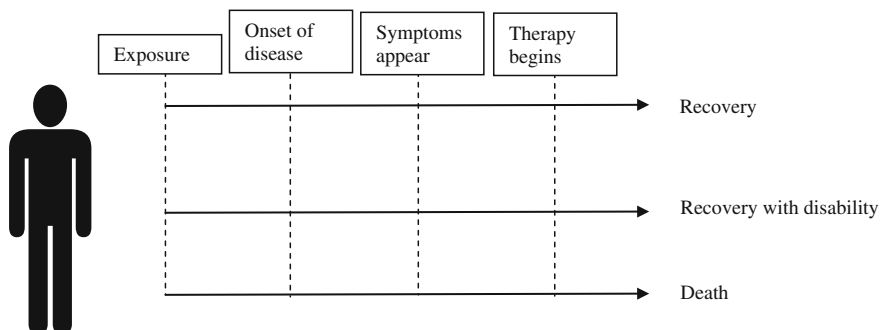 Exposure
Onset of
disease
Symptoms
appear
Therapy
begins
Recovery
Recovery with disability
Death